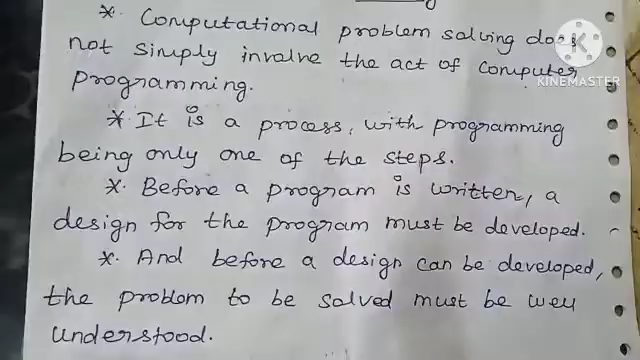 *. Computational problem solving does
not simply involve the act of computer
programming.
*. It is a process, with programming
being only one of the steps.
*. Before a program is written, a
design for the program must be developed.
*. And before a design can be developed,
the problem to be solved must be well
understood.
KINEMASTER